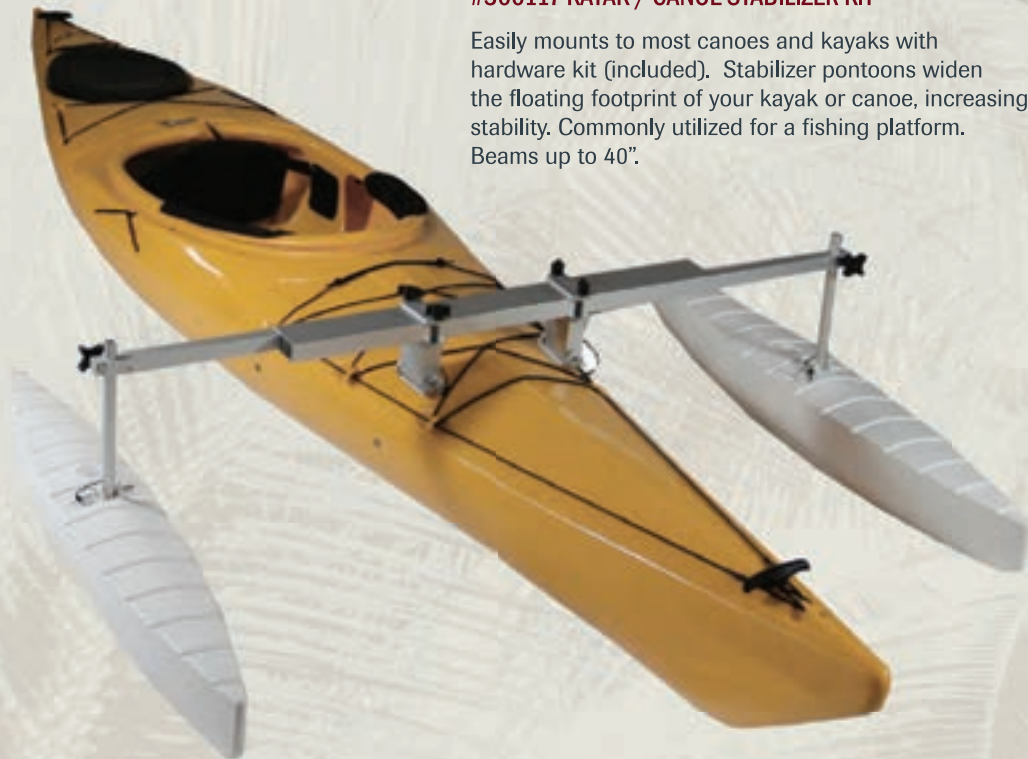 Easily mounts to most canoes and kayaks with
hardware kit (included). Stabilizer pontoons widen
the floating footprint of your kayak or canoe, increasing
stability. Commonly utilized for a fishing platform.
Beams up to 40”.